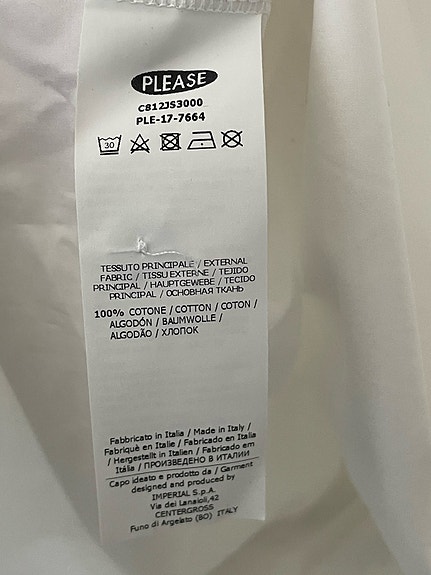 PLEASE
C812JS3000
PLE-17-7664
30
TESSUTO PRINCIPALE / EXTERNAL
FABRIC / TISSU EXTERNE / TEJIDO
PRINCIPAL / HAUPTGEWEBE / TECIDO
PRINCIPAL / ОСНОВНАЯ ТКАНЬ
100% COTONE / COTTON / COTON /
ALGODÓN / BAUMWOLLE /
ALGODÃO / ХЛОПОК
Fabbricato in Italia / Made in Italy /
Fabriqué en Italie / Fabricado en Italia
/ Hergestellt in Italien / Fabricado em
Itália / ПРОИЗВЕДЕНО В ИТАЛИИ
Capo ideato e prodotto da / Garment
designed and produced by
IMPERIAL S.p.A.
Via dei Lanaioli,42
CENTERGROSS
Funo di Argelato (BO) ITALY